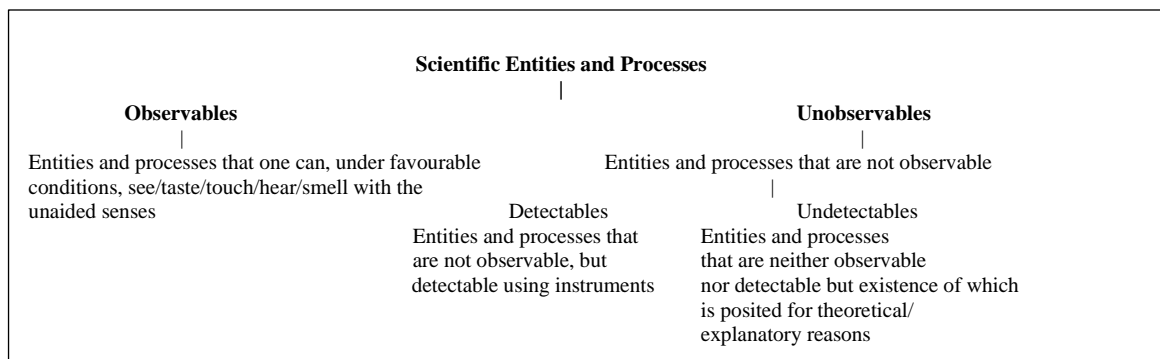 Scientific Entities and Processes
|
Observables Unobservables
| |
Entities and processes that one can, under favourable Entities and processes that are not observable
conditions, see/taste/touch/hear/smell with the |
unaided senses Detectables Undetectables
Entities and processes that Entities and processes
are not observable, but that are neither observable
detectable using instruments nor detectable but existence of which
is posited for theoretical/
explanatory reasons